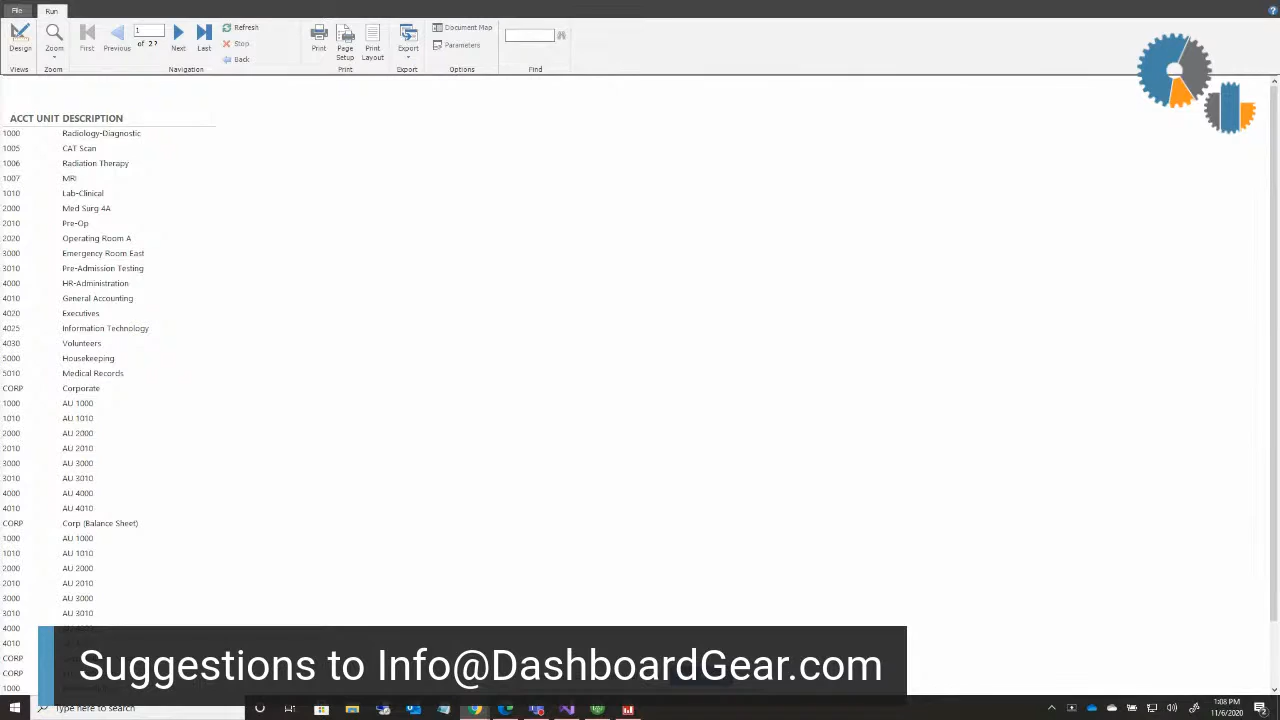 File Run
Design Zoom First Previous 1 of 2? Next Last Refresh Stop Back Print Page Setup Print Layout Export Document Map Parameters
Views Zoom Navigation Print Export Options Find
ACCT UNIT DESCRIPTION
1000 Radiology-Diagnostic
1005 CAT Scan
1006 Radiation Therapy
1007 MRI
1010 Lab-Clinical
2000 Med Surg 4A
2010 Pre-Op
2020 Operating Room A
3000 Emergency Room East
3010 Pre-Admission Testing
4000 HR-Administration
4010 General Accounting
4020 Executives
4025 Information Technology
4030 Volunteers
5000 Housekeeping
5010 Medical Records
CORP Corporate
1000 AU 1000
1010 AU 1010
2000 AU 2000
2010 AU 2010
3000 AU 3000
3010 AU 3010
4000 AU 4000
4010 AU 4010
CORP Corp (Balance Sheet)
1000 AU 1000
1010 AU 1010
2000 AU 2000
2010 AU 2010
3000 AU 3000
3010 AU 3010
4000
4010
CORP
1000
Suggestions to Info@DashboardGear.com
Type here to search
1:08 PM
11/6/2020